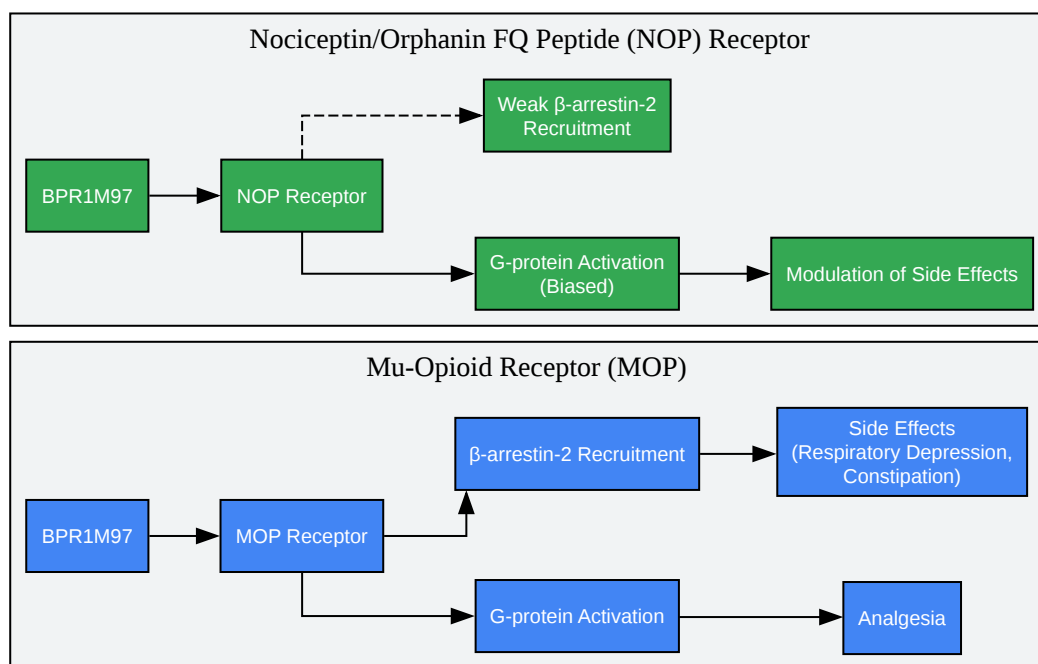 Nociceptin/Orphanin FQ Peptide (NOP) Receptor
Weak β-arrestin-2
Recruitment
BPR1M97
NOP Receptor
G-protein Activation
(Biased)
Modulation of Side Effects
Mu-Opioid Receptor (MOP)
β-arrestin-2 Recruitment
Side Effects
(Respiratory Depression,
Constipation)
BPR1M97
MOP Receptor
G-protein Activation
Analgesia